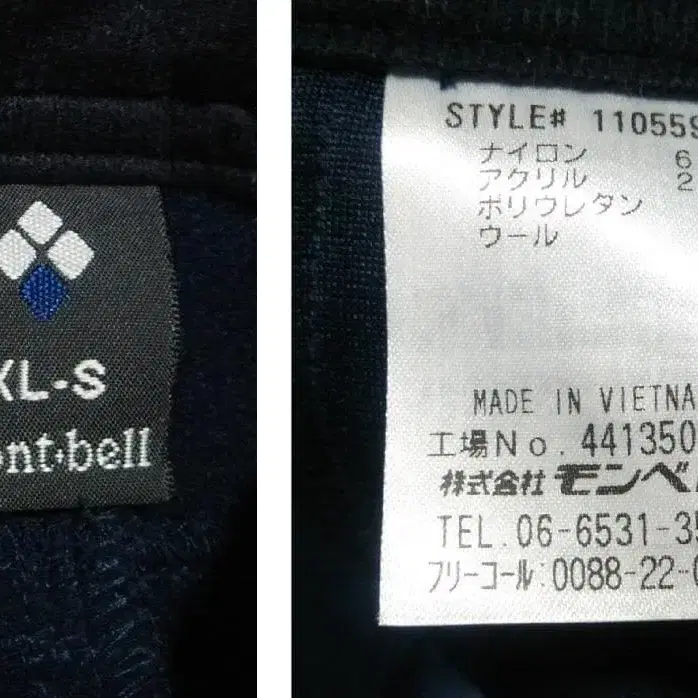 XL-S
ont·bell
STYLE# 110559
ナイロン 6
アクリル 2
ポリウレタン
ウール
MADE IN VIETNA
工場No. 441350
株式会社 モンベ
TEL.06-6531-35
フリーコール:0088-22-0